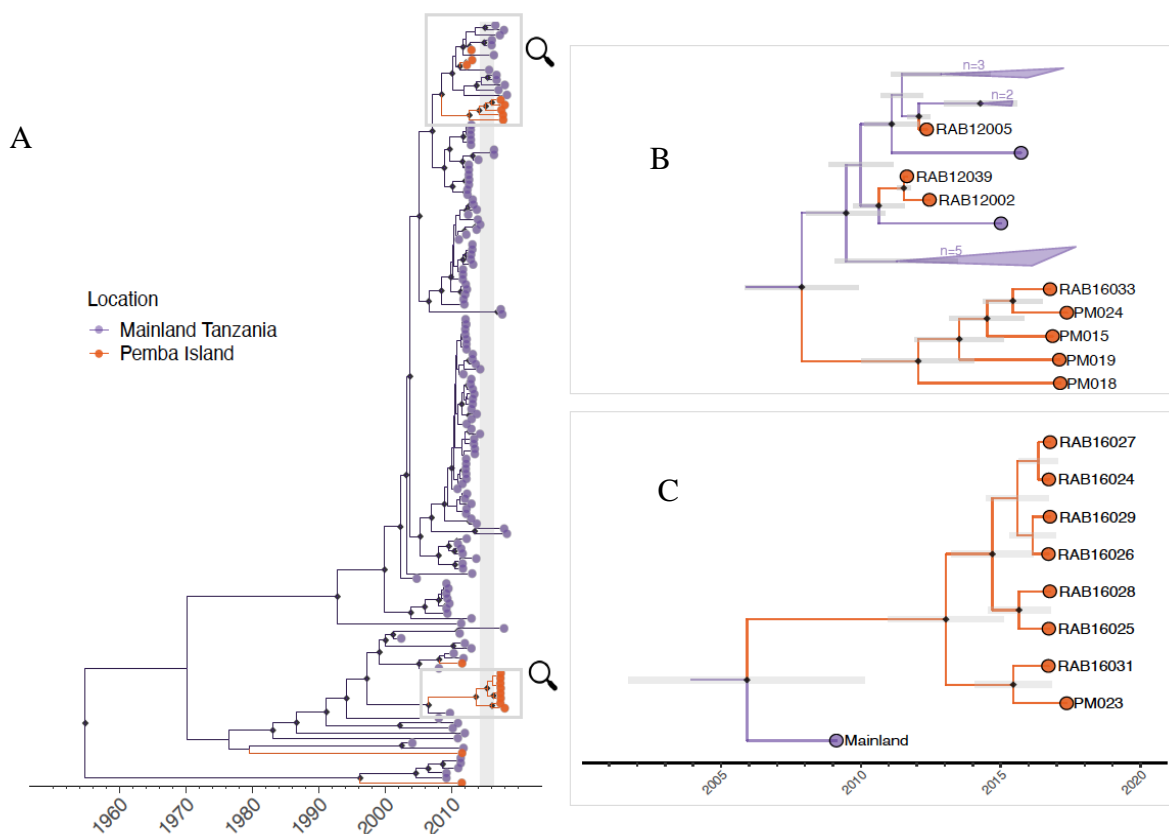 A
Location
Mainland Tanzania
Pemba Island
1960
1970
1980
1990
2000
2010
B
n=3
n=2
RAB12005
RAB12039
RAB12002
n=5
RAB16033
PM024
PM015
PM019
PM018
C
RAB16027
RAB16024
RAB16029
RAB16026
RAB16028
RAB16025
RAB16031
PM023
Mainland
2005
2010
2015
2020